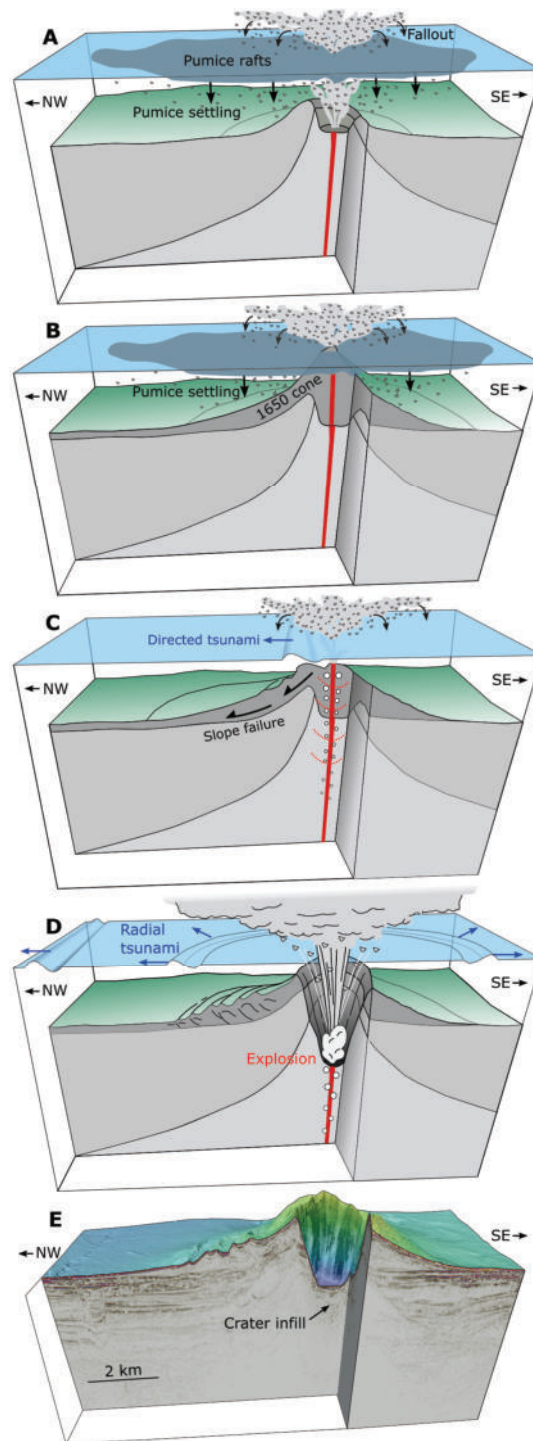 A
Fallout
Pumice rafts
← NW
SE →
Pumice settling
B
← NW
Pumice settling
SE →
1650 cone
C
Directed tsunami
← NW
SE →
Slope failure
D
Radial
tsunami
← NW
SE →
Explosion
E
← NW
SE →
Crater infill
2 km